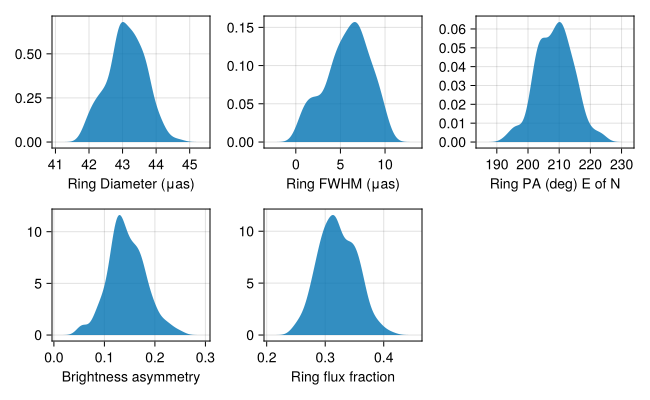 0.50
0.25
0.00
41 42 43 44 45
Ring Diameter (μas)
0.15
0.10
0.05
0.00
0 5 10
Ring FWHM (μas)
0.06
0.05
0.04
0.03
0.02
0.01
0.00
190 200 210 220 230
Ring PA (deg) E of N
10
5
0
0.0 0.1 0.2 0.3
Brightness asymmetry
10
5
0
0.2 0.3 0.4
Ring flux fraction